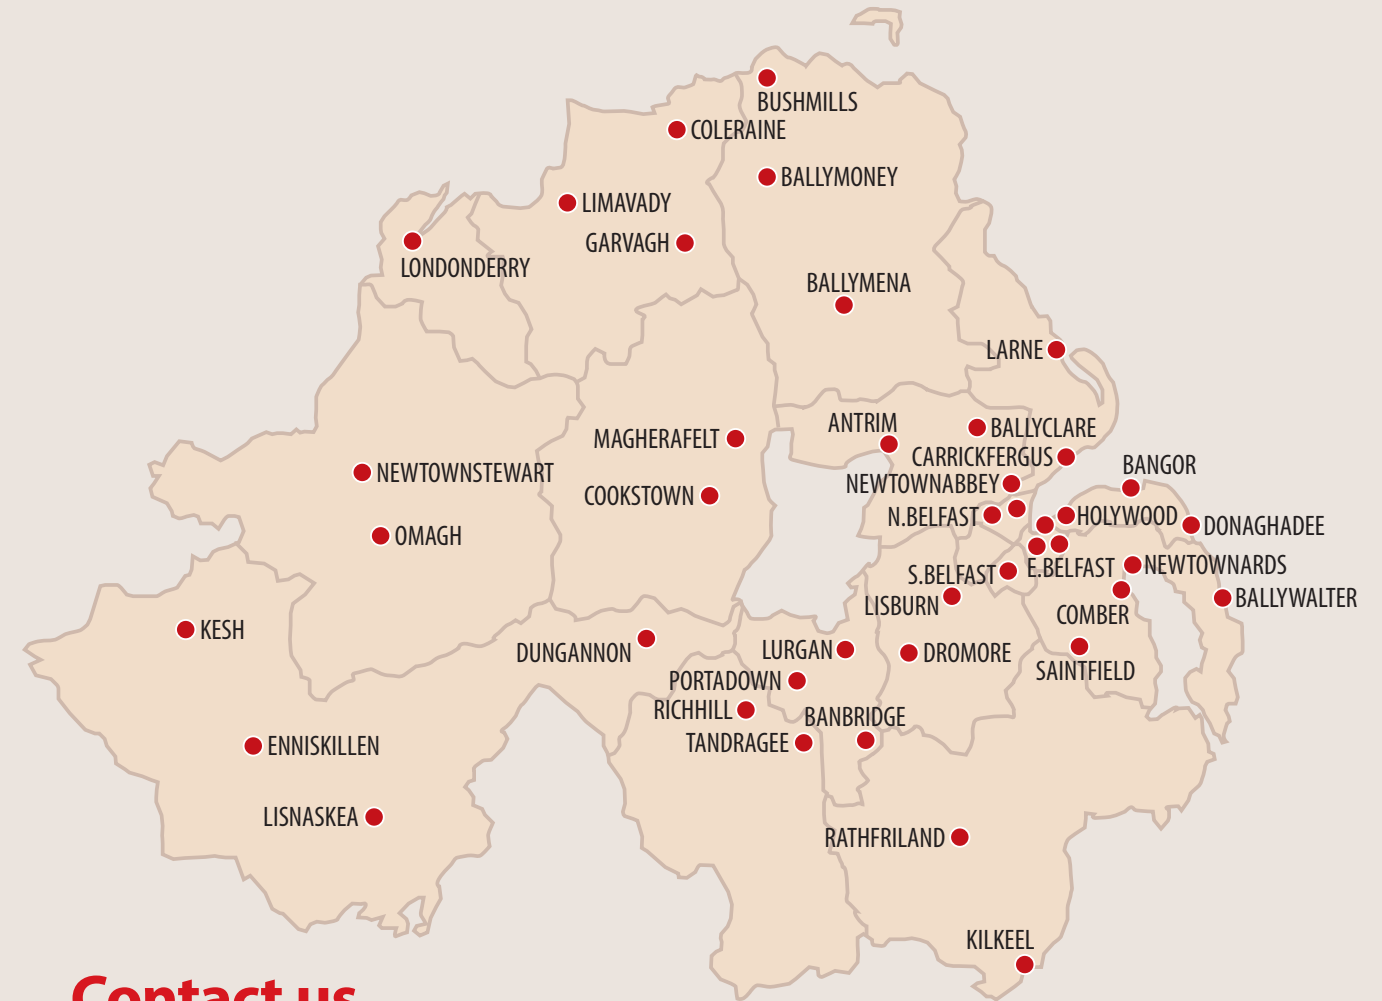 BUSHMILLS
COLERAINE
BALLYMONEY
LIMAVADY
GARVAGH
LONDONDERRY
BALLYMENA
LARNE
ANTRIM
BALLYCLARE
MAGHERAFELT
CARRICKFERGUS
BANGOR
NEWTOWNSTEWART
NEWTOWNABBEY
COOKSTOWN
N.BELFAST
HOLYWOOD
DONAGHADEE
OMAGH
E.BELFAST
NEWTOWNARDS
S.BELFAST
BALLYWALTER
LISBURN
COMBER
KESH
LURGAN
DUNGANNON
DROMORE
SAINTFIELD
PORTADOWN
RICHHILL
BANBRIDGE
TANDRAGEE
ENNISKILLEN
LISNASKEA
RATHFRILAND
KILKEEL
Contact us